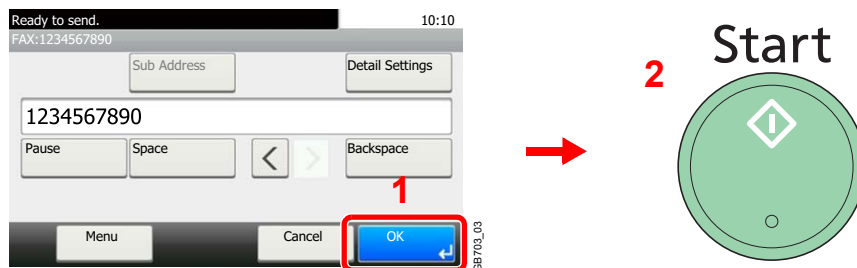 Ready to send. 10:10
FAX:1234567890
Sub Address Detail Settings
1234567890
Pause Space < > Backspace
1
Menu Cancel OK
GB703_03
Start
2